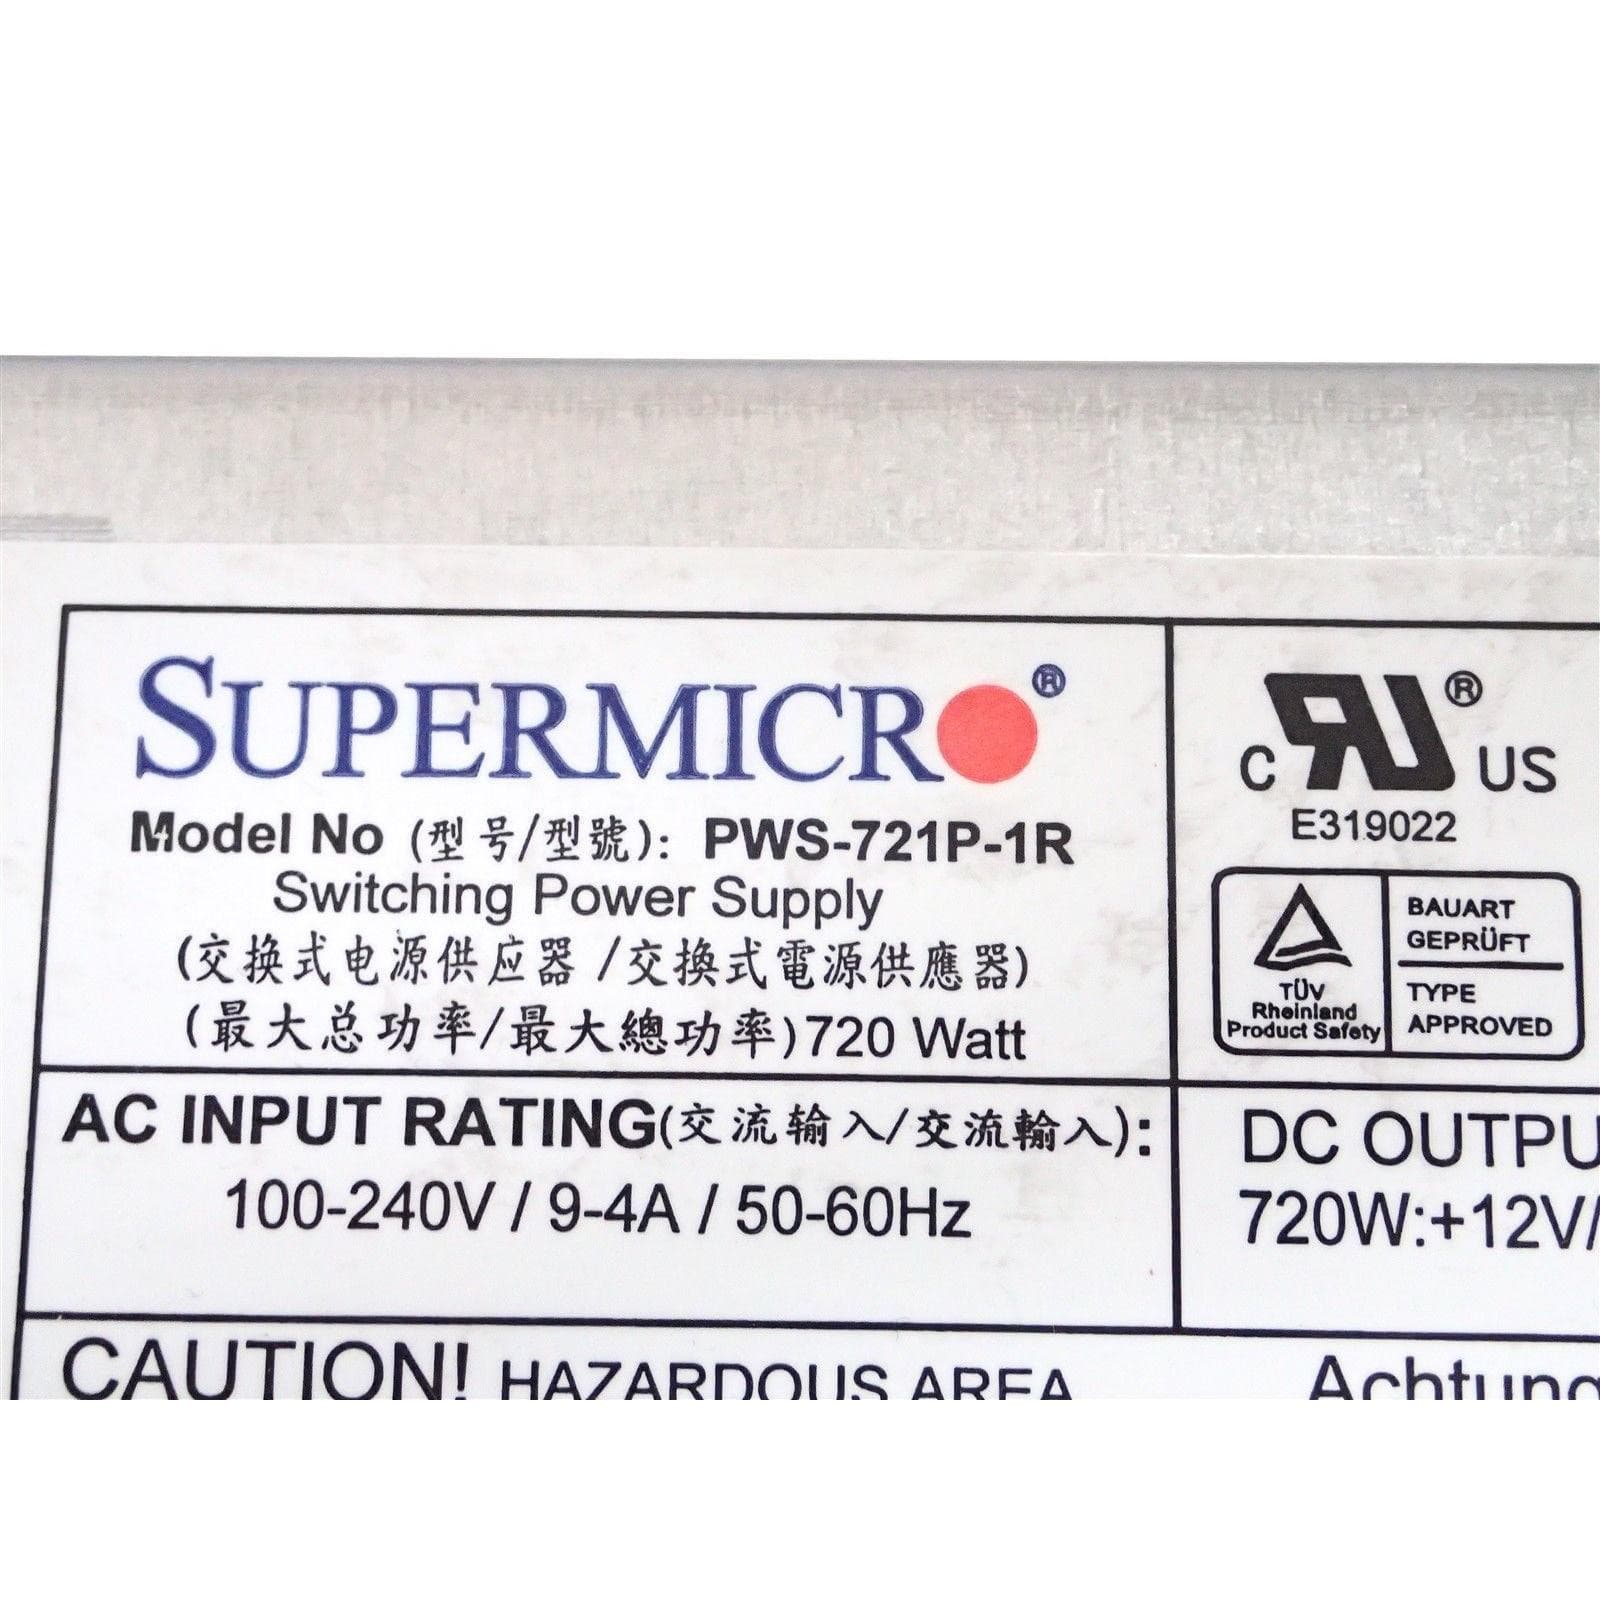 SUPERMICRO®
Model No (型号/型號): PWS-721P-1R
Switching Power Supply
(交换式电源供应器 /交換式電源供應器)
(最大总功率/最大總功率)720 Watt
c RU® US
E319022
TÜV
Rheinland
Product Safety
BAUART
GEPRÜFT
TYPE
APPROVED
AC INPUT RATING(交流输入/交流輸入):
100-240V / 9-4A / 50-60Hz
DC OUTPU
720W:+12V/
CAUTION! HAZARDOUS AREA
Achtung